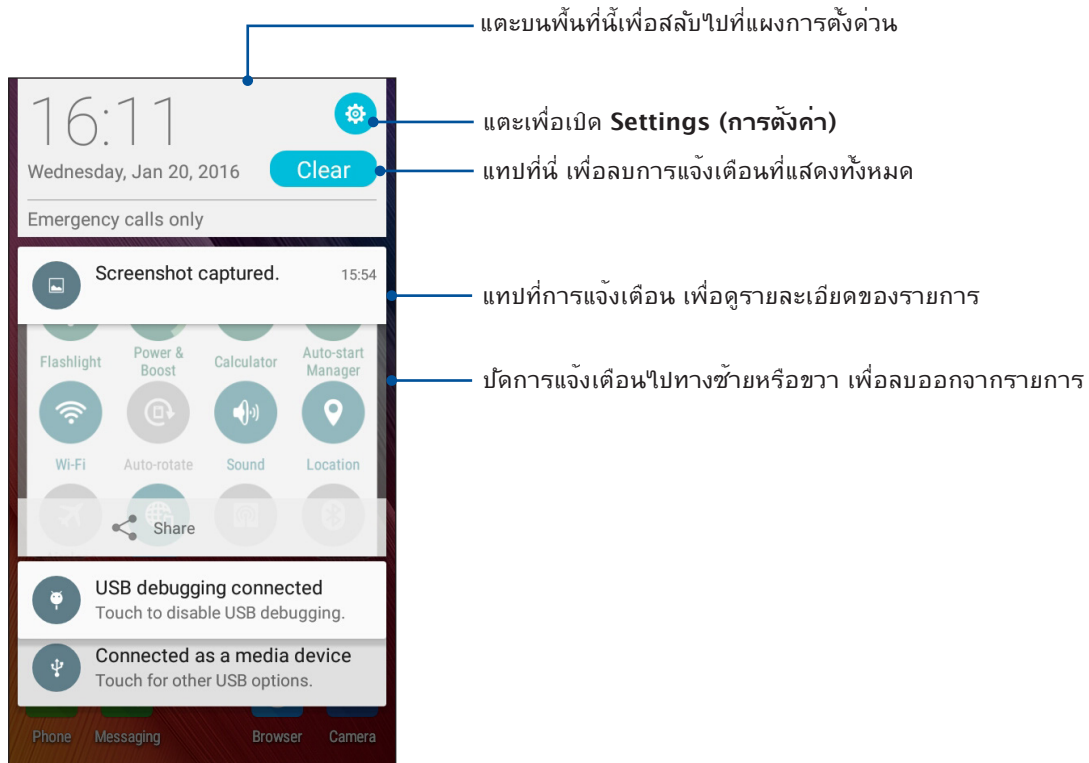 แตะบนพื้นที่นี้เพื่อสลับไปที่แผงการตั้งด่วน
16:11
แตะเพื่อเปิด Settings (การตั้งค่า)
Wednesday, Jan 20, 2016
Clear
แทปที่นี่ เพื่อลบการแจ้งเตือนที่แสดงทั้งหมด
Emergency calls only
Screenshot captured.
15:54
แทปที่การแจ้งเตือน เพื่อดูรายละเอียดของรายการ
Flashlight
Power & Boost
Calculator
Auto-start Manager
ปัดการแจ้งเตือนไปทางซ้ายหรือขวา เพื่อลบออกจากรายการ
Wi-Fi
Auto-rotate
Sound
Location
Share
USB debugging connected
Touch to disable USB debugging.
Connected as a media device
Touch for other USB options.
Phone
Messaging
Browser
Camera